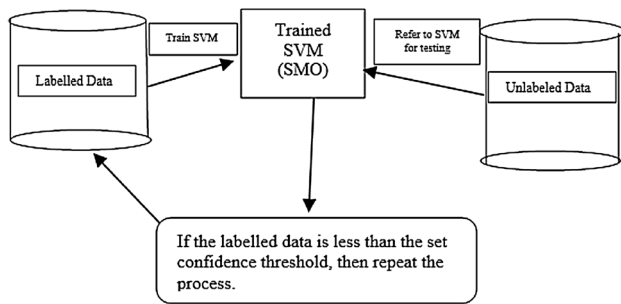 Train SVM
Trained
SVM
(SMO)
Refer to SVM
for testing
Labelled Data
Unlabeled Data
If the labelled data is less than the set
confidence threshold, then repeat the
process.